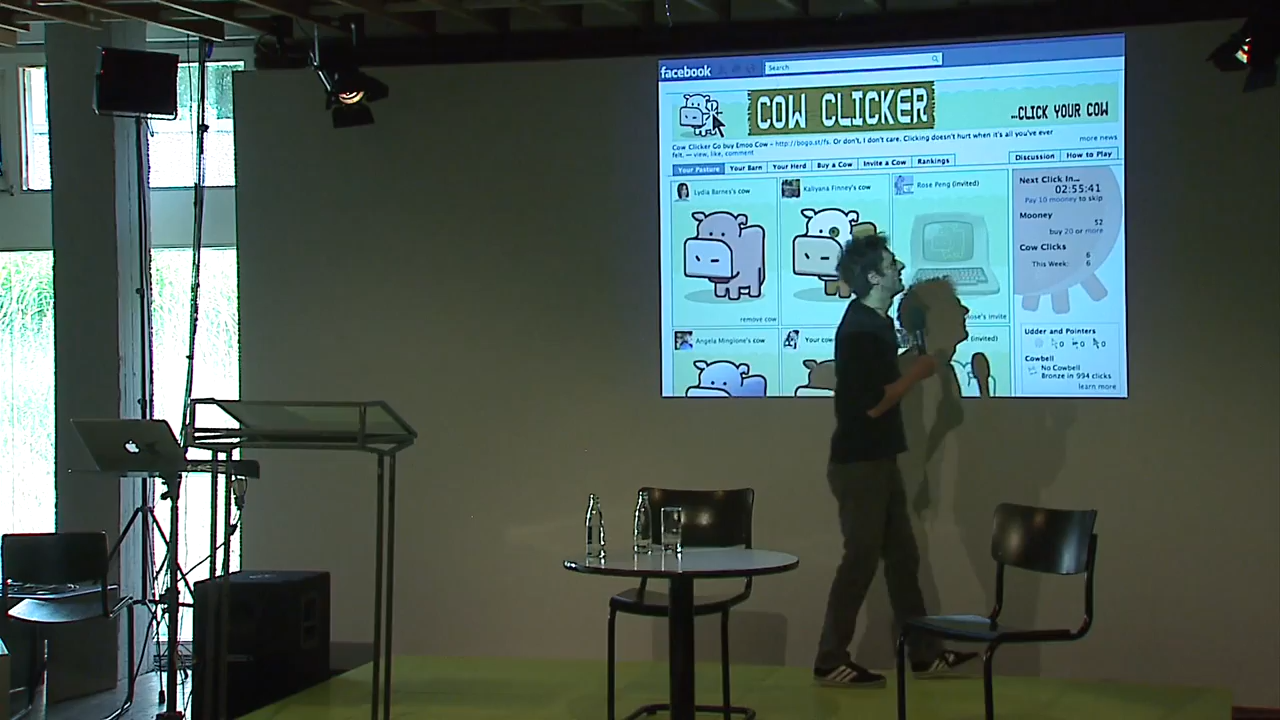 facebook
Search
COW CLICKER
...CLICK YOUR COW
Cow Clicker Go buy Emoo Cow - http://bogo.st/fs. Or don't, I don't care. Clicking doesn't hurt when it's all you've ever
felt. — view, like, comment
more news
Your Pasture Your Barn Your Herd Buy a Cow Invite a Cow Rankings
Discussion How to Play
Lydia Barnes's cow
Kaliyana Finney's cow
Rose Peng (invited)
remove cow
Angela Mingione's cow
Your cow
(invited)
Next Click In...
02:55:41
Pay 10 mooney to skip
Mooney
52
buy 20 or more
Cow Clicks
6
This Week: 6
Udder and Pointers
0 0 0
Cowbell
No Cowbell
Bronze in 994 clicks
learn more